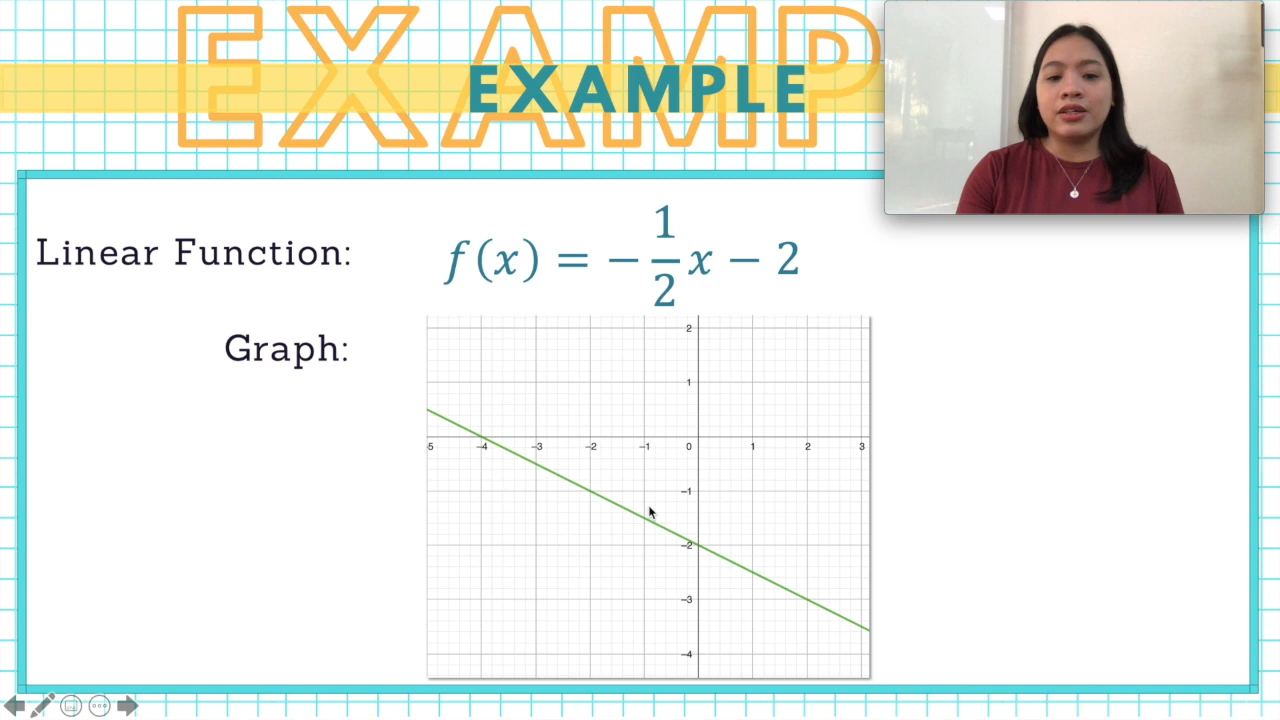 EXAMP
EXAMPLE
Linear Function:
f(x) = −1/2 x − 2
Graph:
2
1
5 −4 −3 −2 −1 0 1 2 3
−1
−2
−3
−4